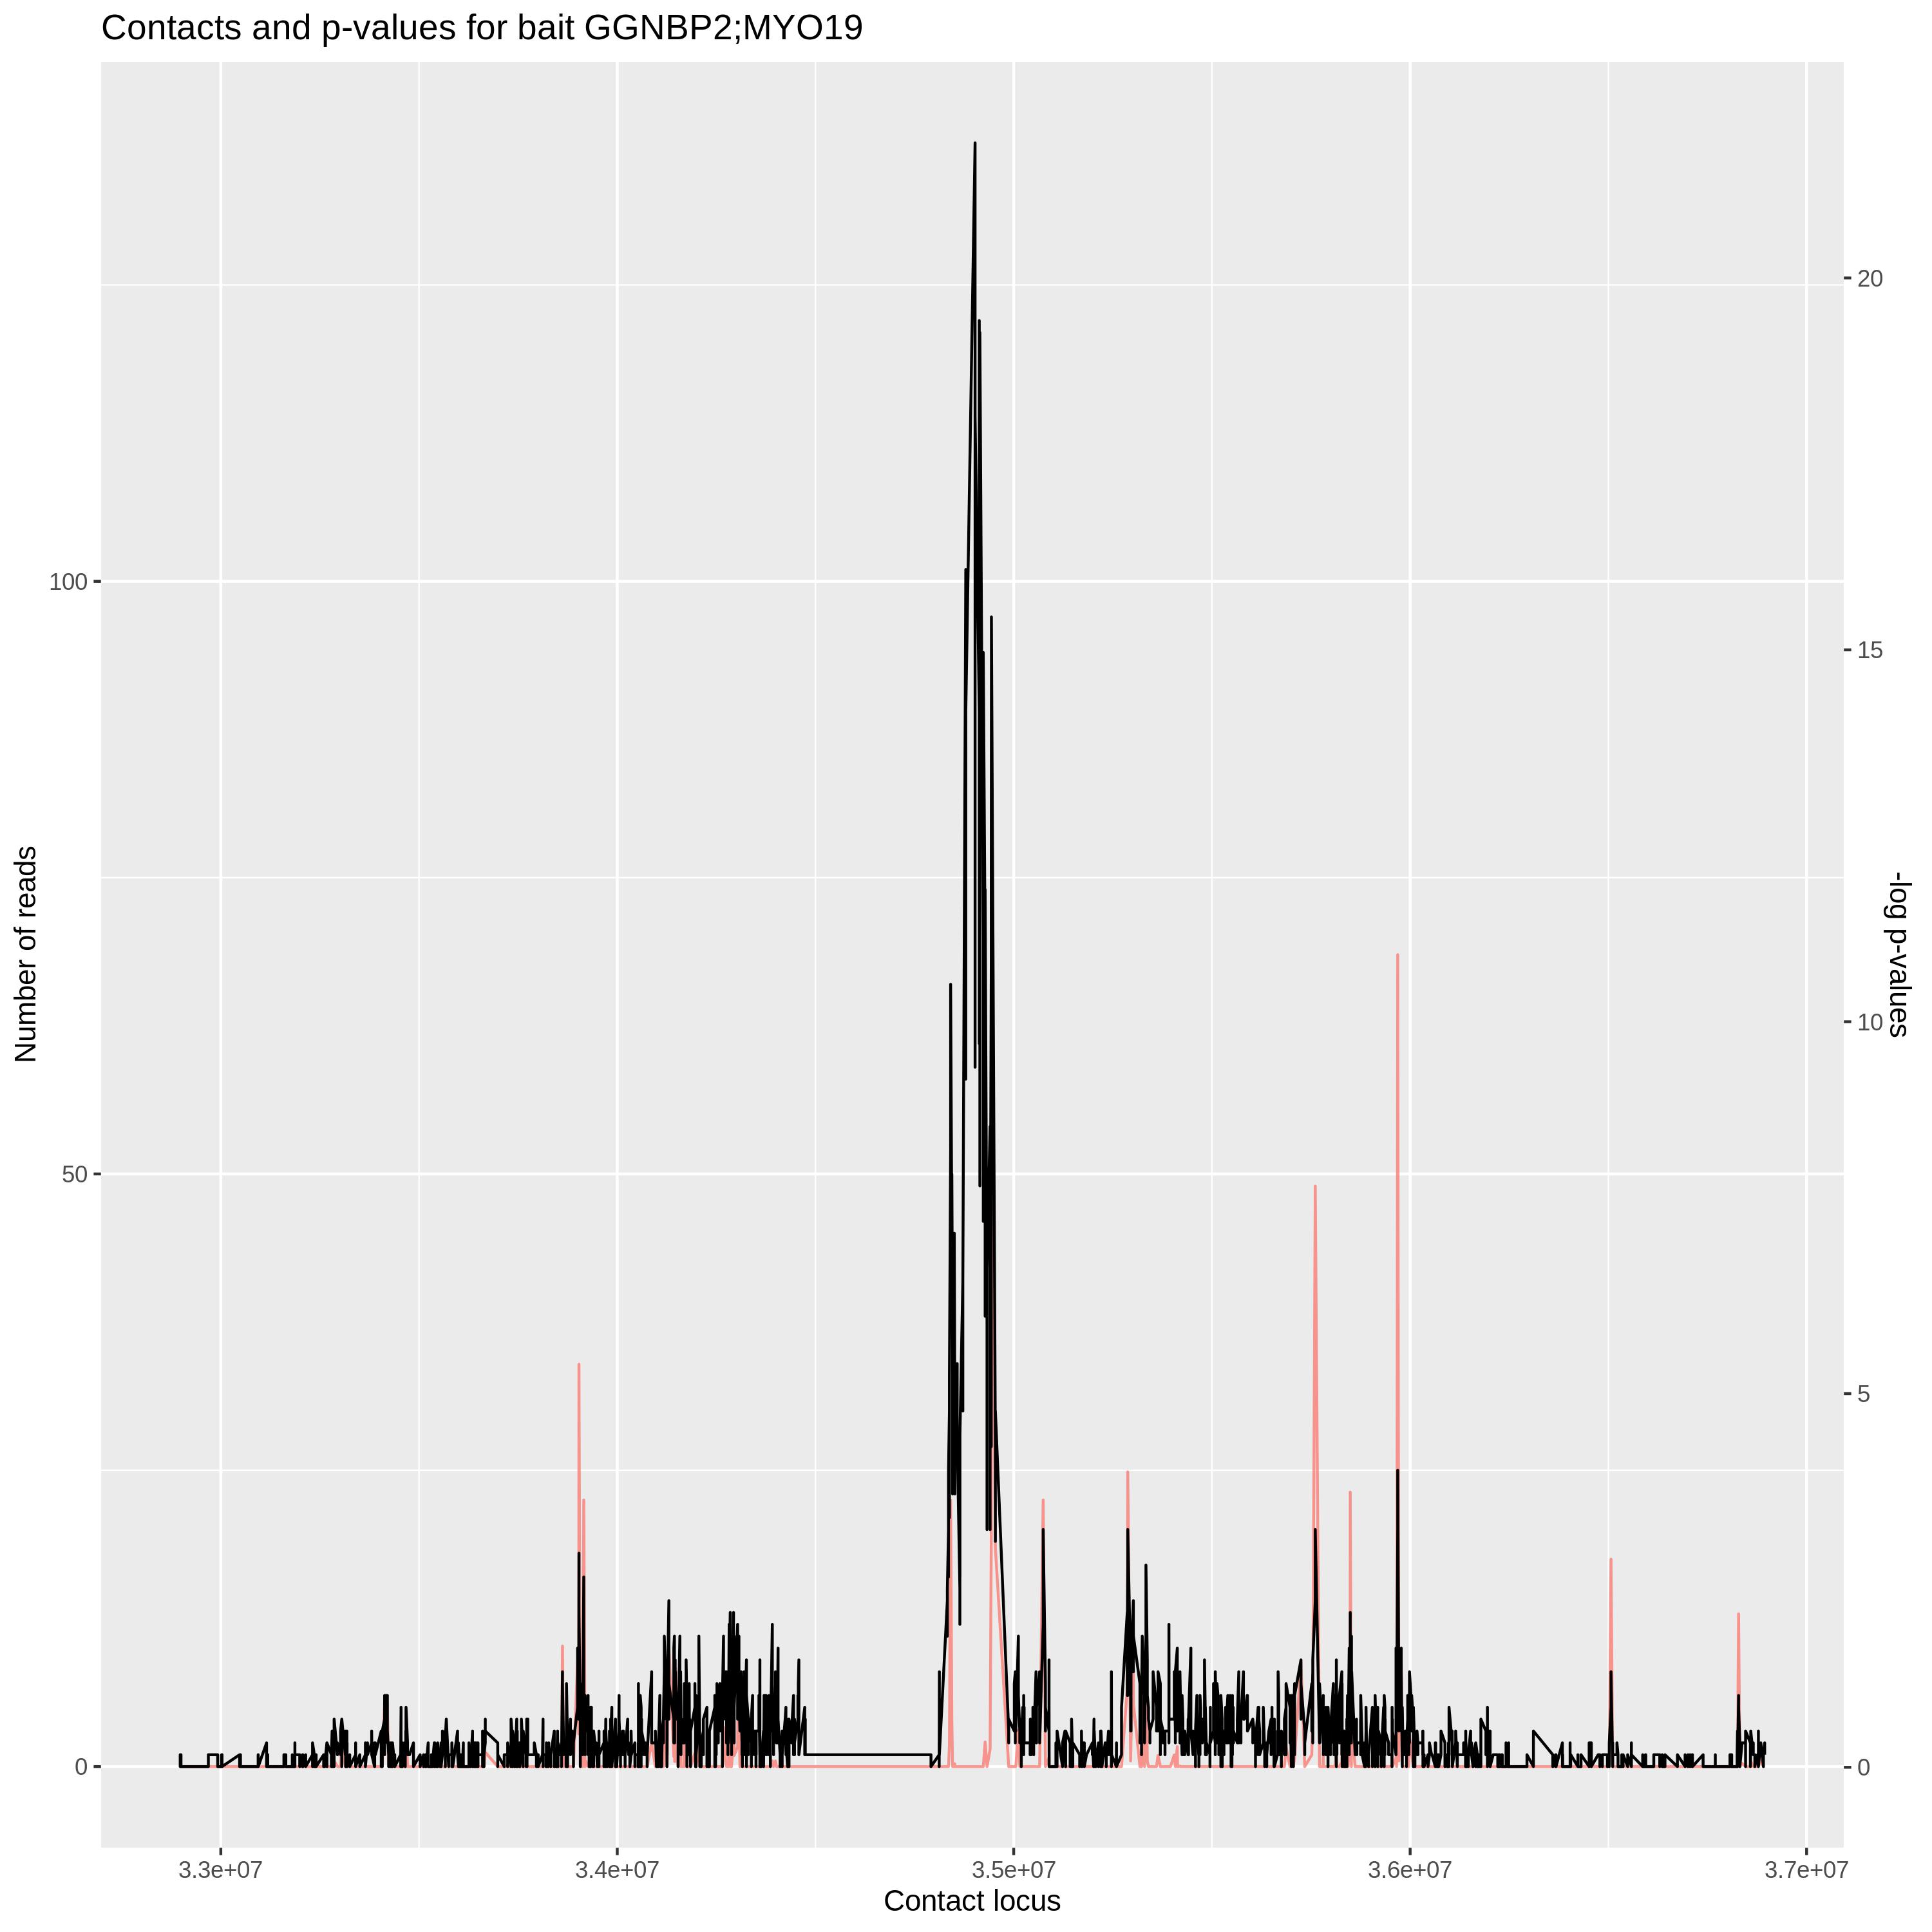 Contacts and p-values for bait GGNBP2;MYO19
Number of reads
100
50
0
20
15
10
5
0
-log p-values
3.3e+07
3.4e+07
3.5e+07
3.6e+07
3.7e+07
Contact locus